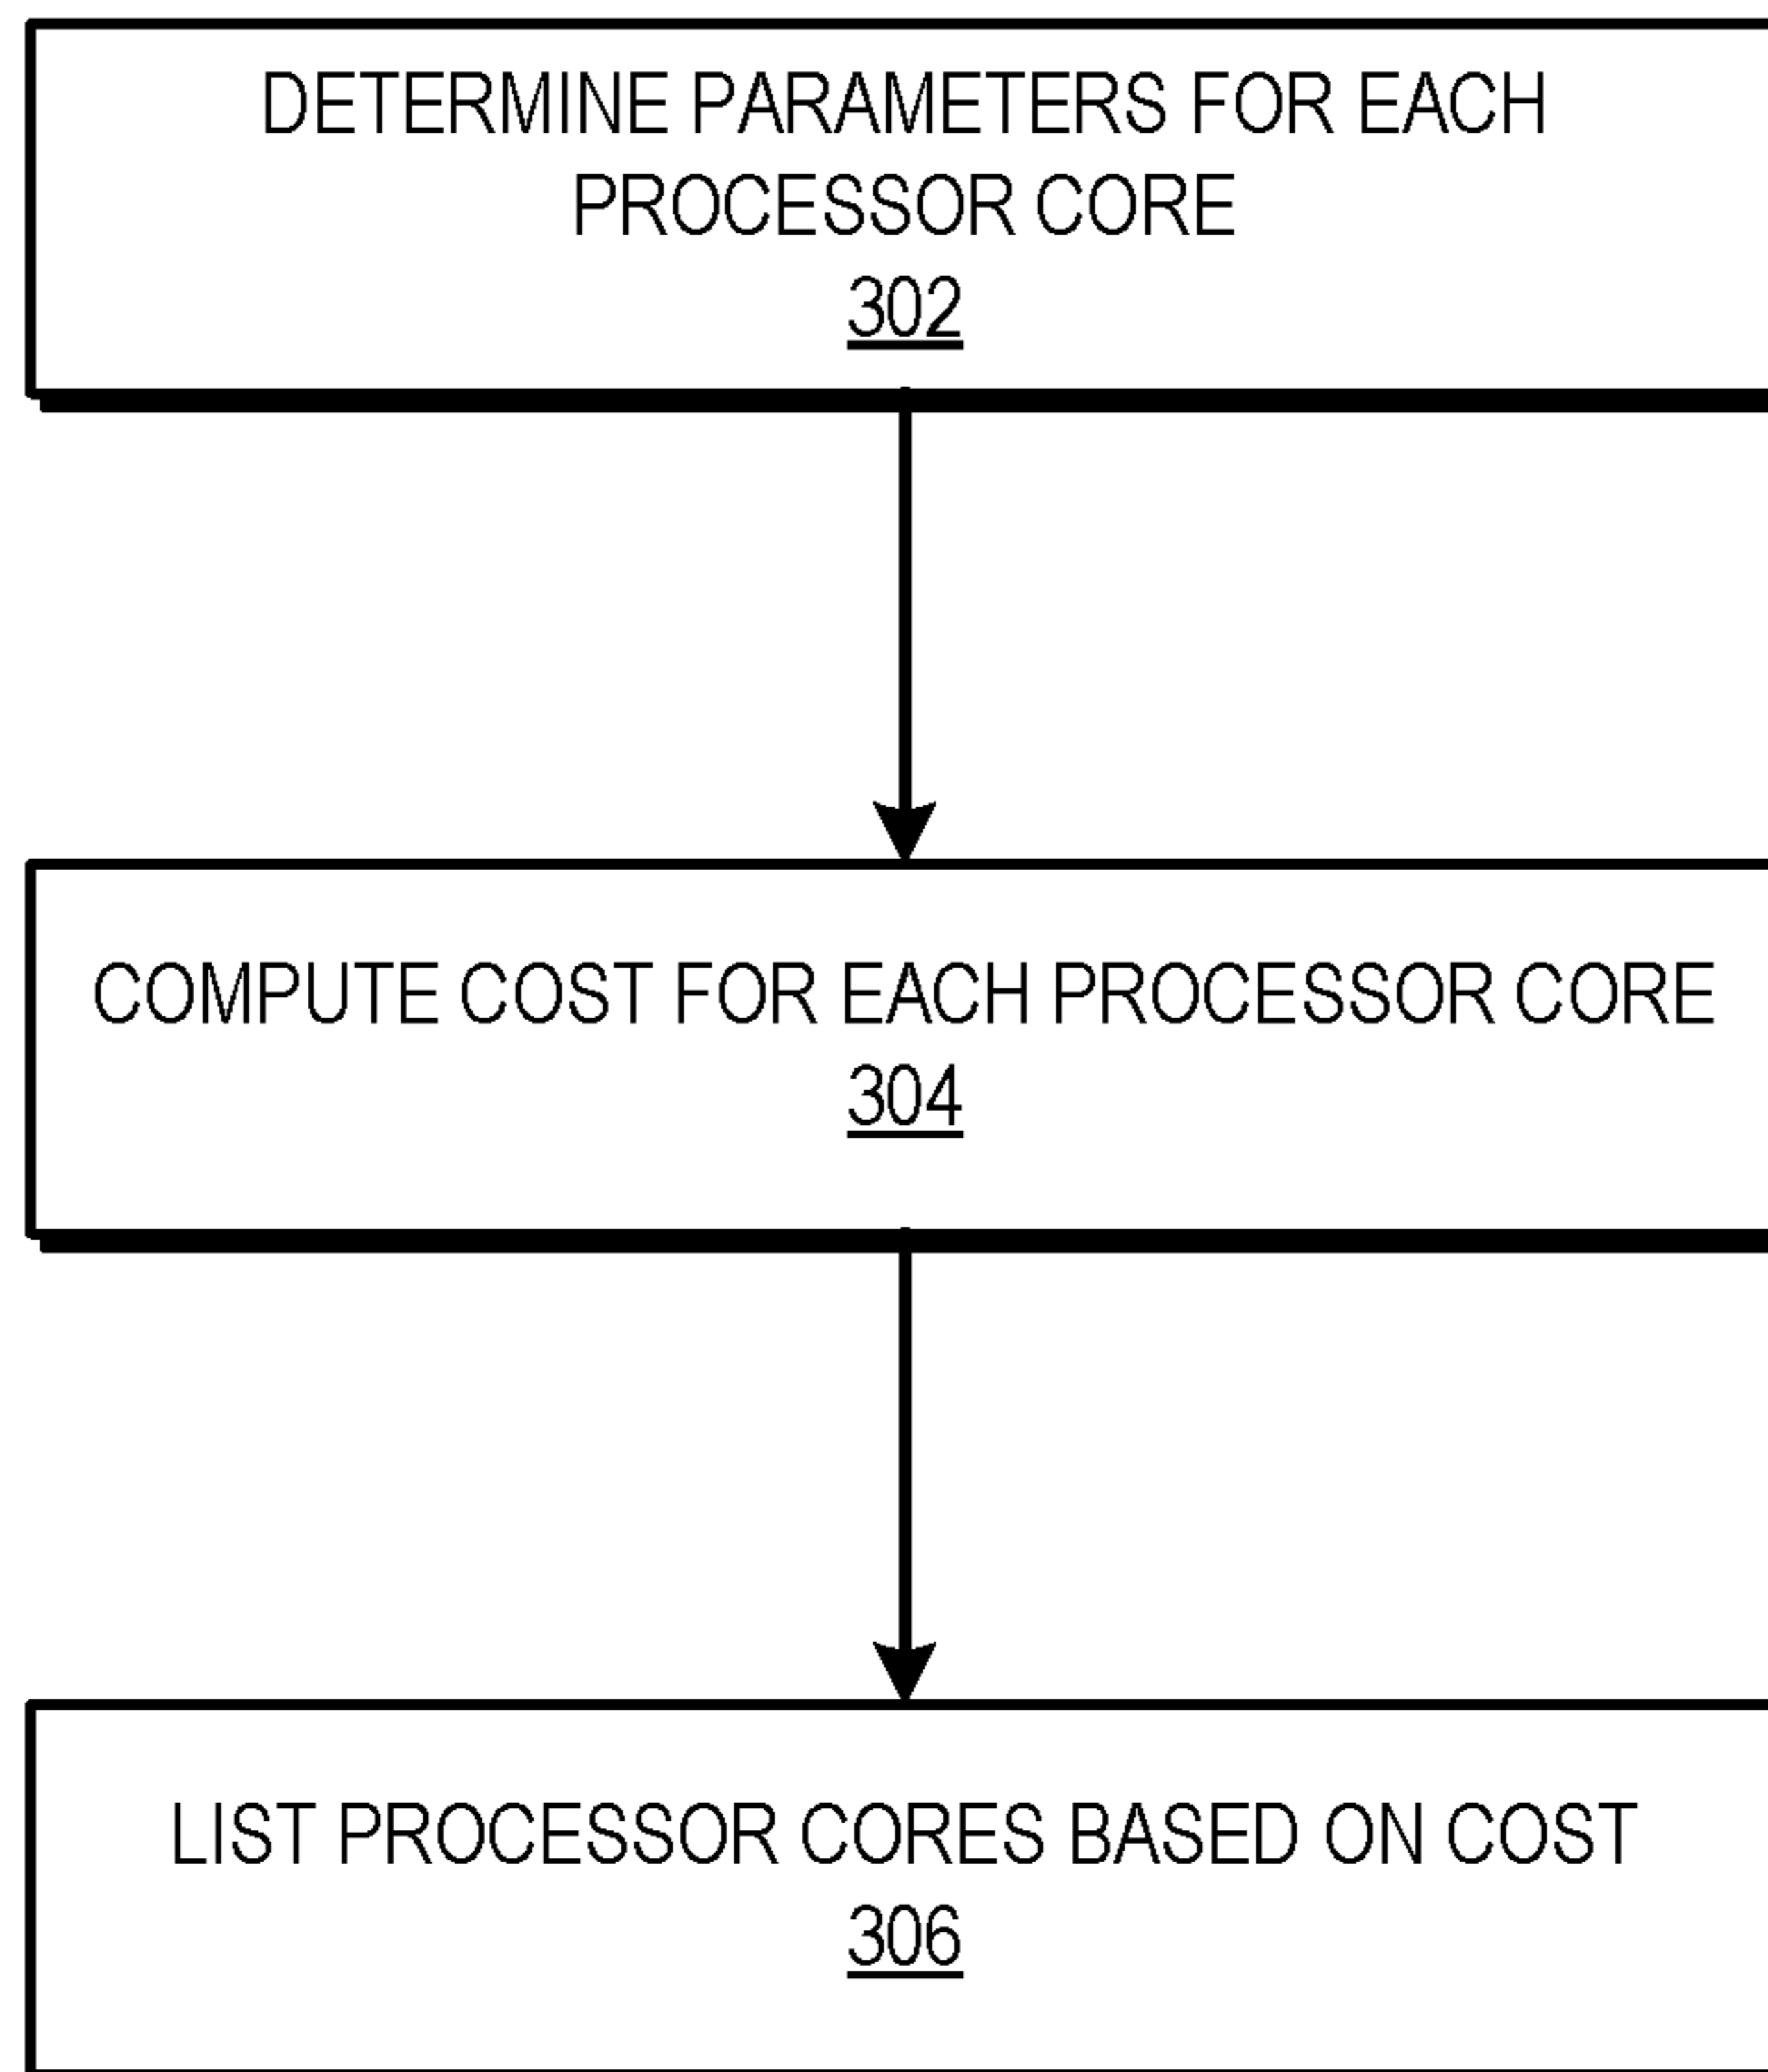 DETERMINE PARAMETERS FOR EACH
PROCESSOR CORE
302
COMPUTE COST FOR EACH PROCESSOR CORE
304
LIST PROCESSOR CORES BASED ON COST
306